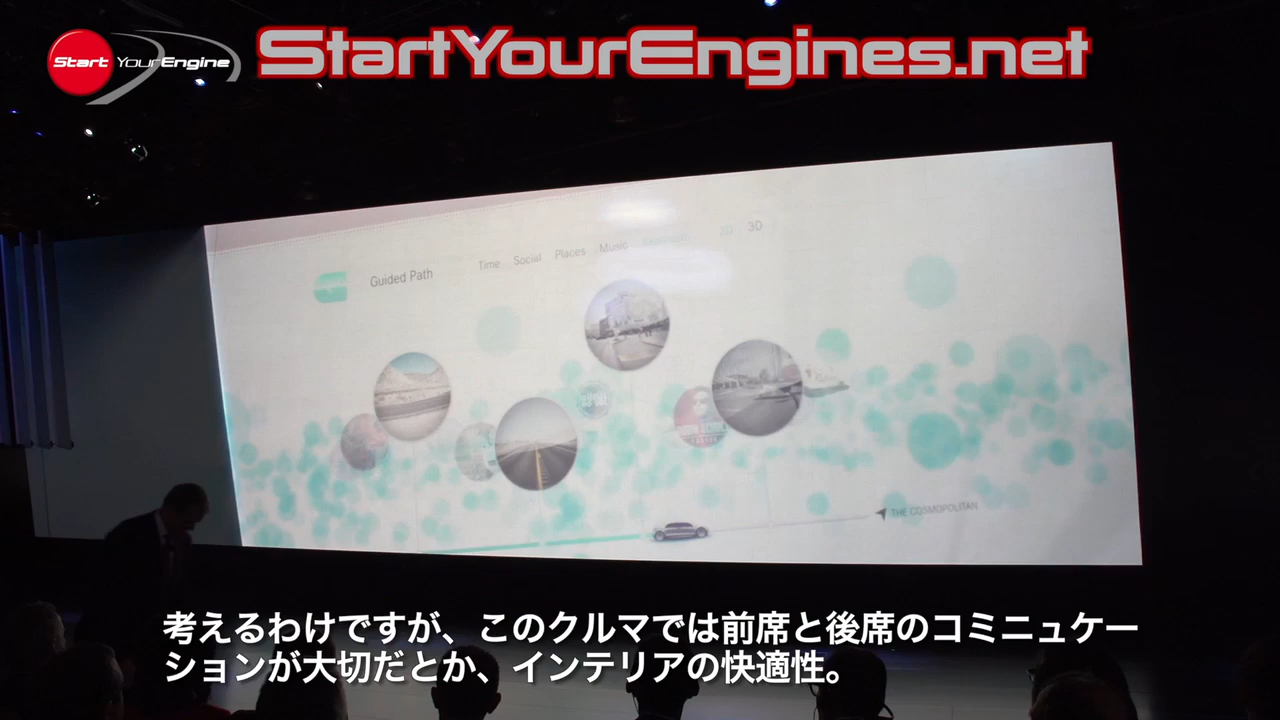 Start YourEngine
StartYourEngines.net
Guided Path
Time Social Places Music
2D 3D
THE COSMOPOLITAN
考えるわけですが、このクルマでは前席と後席のコミニュケー
ションが大切だとか、インテリアの快適性。